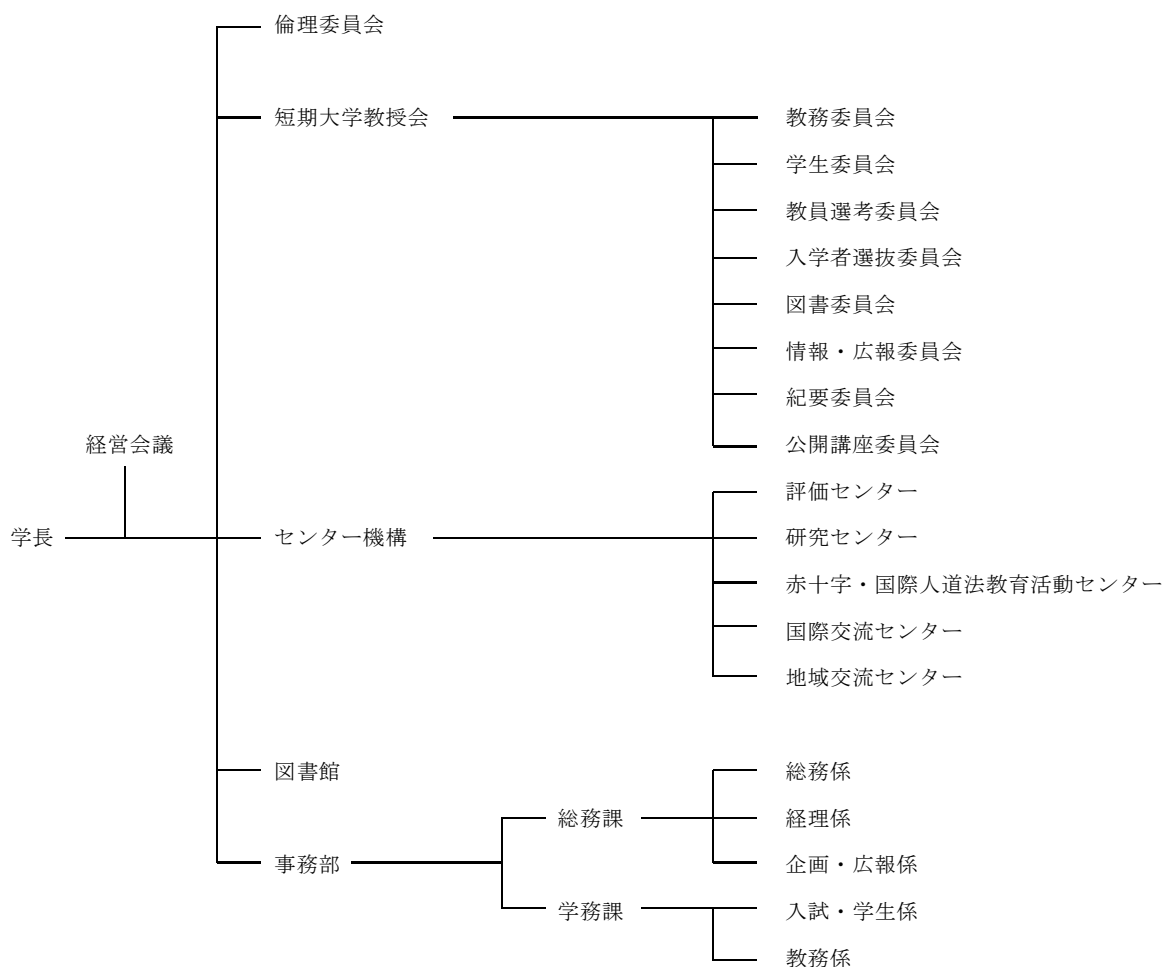 倫理委員会
短期大学教授会
教務委員会
学生委員会
教員選考委員会
入学者選抜委員会
図書委員会
情報・広報委員会
紀要委員会
公開講座委員会
経営会議
学長
センター機構
評価センター
研究センター
赤十字・国際人道法教育活動センター
国際交流センター
地域交流センター
図書館
事務部
総務課
総務係
経理係
企画・広報係
学務課
入試・学生係
教務係